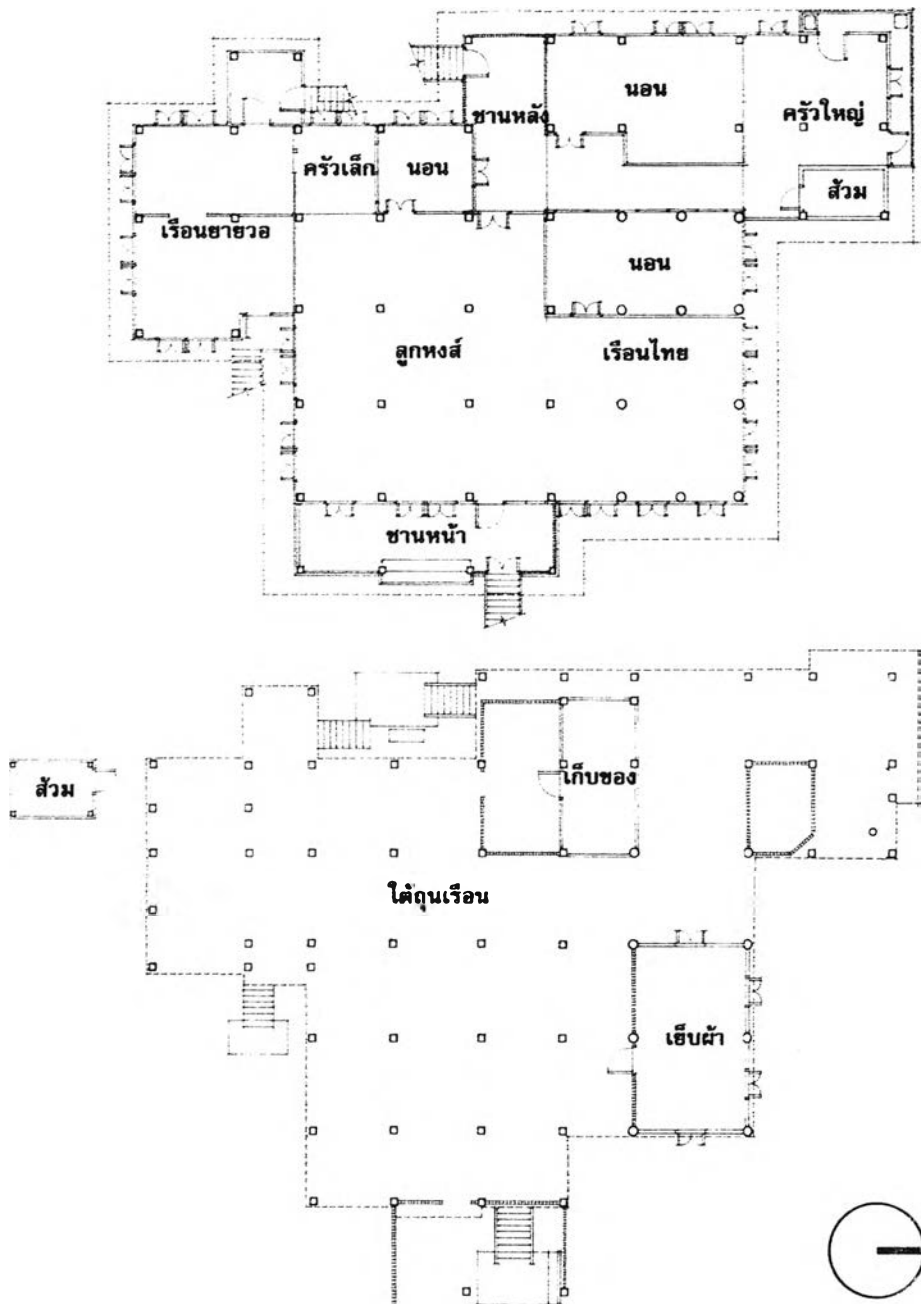 นอน
ชานหลัง
ครัวใหญ่
ครัวเล็ก
นอน
ส้วม
เรือนยายวอ
นอน
ลูกหงส์
เรือนไทย
ชานหน้า
ส้วม
เก็บของ
ใต้ถุนเรือน
เย็บผ้า